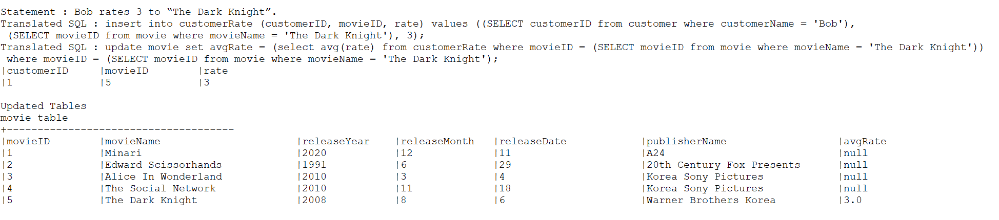 Statement : Bob rates 3 to “The Dark Knight”.
Translated SQL : insert into customerRate (customerID, movieID, rate) values ((SELECT customerID from customer where customerName = 'Bob'),
(SELECT movieID from movie where movieName = 'The Dark Knight'), 3);
Translated SQL : update movie set avgRate = (select avg(rate) from customerRate where movieID = (SELECT movieID from movie where movieName = 'The Dark Knight'))
where movieID = (SELECT movieID from movie where movieName = 'The Dark Knight');
|customerID |movieID |rate
|1 |5 |3
Updated Tables
movie table
+-------------------------------------
|movieID |movieName |releaseYear |releaseMonth |releaseDate |publisherName |avgRate
|1 |Minari |2020 |12 |11 |A24 |null
|2 |Edward Scissorhands |1991 |6 |29 |20th Century Fox Presents |null
|3 |Alice In Wonderland |2010 |3 |4 |Korea Sony Pictures |null
|4 |The Social Network |2010 |11 |18 |Korea Sony Pictures |null
|5 |The Dark Knight |2008 |8 |6 |Warner Brothers Korea |3.0